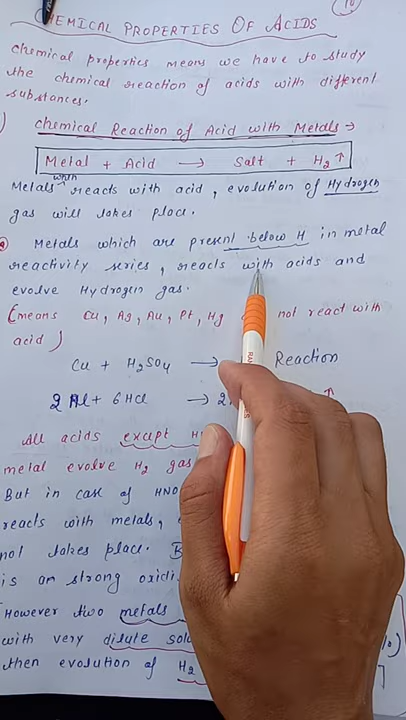 10
CHEMICAL PROPERTIES OF ACIDS
Chemical properties means we have to study
the chemical reaction of acids with different
substances.
Chemical Reaction of Acid with Metals →
Metal + Acid → Salt + H₂ ↑
Metals when reacts with acid, evolution of Hydrogen
gas will takes place.
Metals which are present below H in metal
reactivity series, reacts with acids and
evolve Hydrogen gas.
(means Cu, Ag, Au, Pt, Hg not react with
acid)
Cu + H₂SO₄ → Reaction
2Al + 6HCl → 2 ↑
All acids except H
metal evolve H₂ gas
But in case of HNO
reacts with metals,
not takes place.
is an strong oxidi
However two metals
with very dilute sol
then evolution of H₂